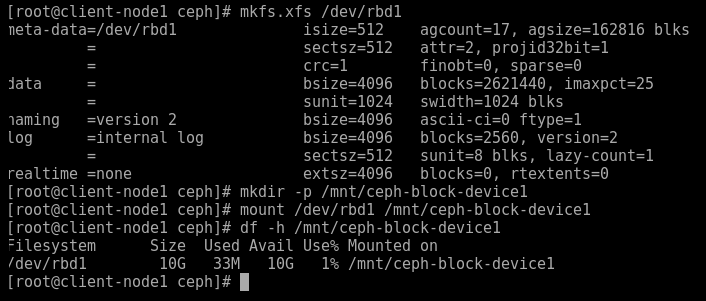 [root@client-node1 ceph]# mkfs.xfs /dev/rbd1
meta-data=/dev/rbd1              isize=512    agcount=17, agsize=162816 blks
         =                       sectsz=512   attr=2, projid32bit=1
         =                       crc=1        finobt=0, sparse=0
data     =                       bsize=4096   blocks=2621440, imaxpct=25
         =                       sunit=1024   swidth=1024 blks
naming   =version 2              bsize=4096   ascii-ci=0 ftype=1
log      =internal log           bsize=4096   blocks=2560, version=2
         =                       sectsz=512   sunit=8 blks, lazy-count=1
realtime =none                   extsz=4096   blocks=0, rtextents=0
[root@client-node1 ceph]# mkdir -p /mnt/ceph-block-device1
[root@client-node1 ceph]# mount /dev/rbd1 /mnt/ceph-block-device1
[root@client-node1 ceph]# df -h /mnt/ceph-block-device1
Filesystem      Size  Used Avail Use% Mounted on
/dev/rbd1        10G   33M   10G   1% /mnt/ceph-block-device1
[root@client-node1 ceph]#